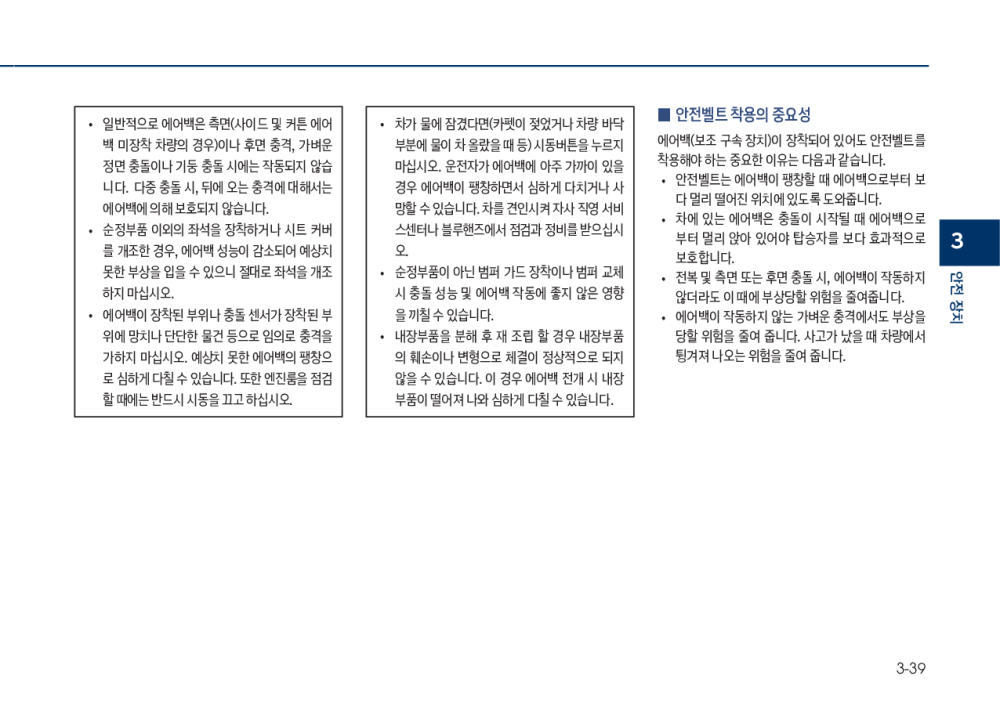 • 일반적으로 에어백은 측면(사이드 및 커튼 에어
백 미장착 차량의 경우)이나 후면 충격, 가벼운
정면 충돌이나 기둥 충돌 시에는 작동되지 않습
니다. 다중 충돌 시, 뒤에 오는 충격에 대해서는
에어백에 의해 보호되지 않습니다.
• 순정부품 이외의 좌석을 장착하거나 시트 커버
를 개조한 경우, 에어백 성능이 감소되어 예상치
못한 부상을 입을 수 있으니 절대로 좌석을 개조
하지 마십시오.
• 에어백이 장착된 부위나 충돌 센서가 장착된 부
위에 망치나 단단한 물건 등으로 임의로 충격을
가하지 마십시오. 예상치 못한 에어백의 팽창으
로 심하게 다칠 수 있습니다. 또한 엔진룸을 점검
할 때에는 반드시 시동을 끄고 하십시오.
• 차가 물에 잠겼다면(카펫이 젖었거나 차량 바닥
부분에 물이 차 올랐을 때 등) 시동버튼을 누르지
마십시오. 운전자가 에어백에 아주 가까이 있을
경우 에어백이 팽창하면서 심하게 다치거나 사
망할 수 있습니다. 차를 견인시켜 자사 직영 서비
스센터나 블루핸즈에서 점검과 정비를 받으십시
오.
• 순정부품이 아닌 범퍼 가드 장착이나 범퍼 교체
시 충돌 성능 및 에어백 작동에 좋지 않은 영향
을 끼칠 수 있습니다.
• 내장부품을 분해 후 재 조립 할 경우 내장부품
의 훼손이나 변형으로 체결이 정상적으로 되지
않을 수 있습니다. 이 경우 에어백 전개 시 내장
부품이 떨어져 나와 심하게 다칠 수 있습니다.
■ 안전벨트 착용의 중요성
에어백(보조 구속 장치)이 장착되어 있어도 안전벨트를
착용해야 하는 중요한 이유는 다음과 같습니다.
• 안전벨트는 에어백이 팽창할 때 에어백으로부터 보
다 멀리 떨어진 위치에 있도록 도와줍니다.
• 차에 있는 에어백은 충돌이 시작될 때 에어백으로
부터 멀리 앉아 있어야 탑승자를 보다 효과적으로
보호합니다.
• 전복 및 측면 또는 후면 충돌 시, 에어백이 작동하지
않더라도 이 때에 부상당할 위험을 줄여줍니다.
• 에어백이 작동하지 않는 가벼운 충격에서도 부상을
당할 위험을 줄여 줍니다. 사고가 났을 때 차량에서
튕겨져 나오는 위험을 줄여 줍니다.
3
안전 장치
3-39